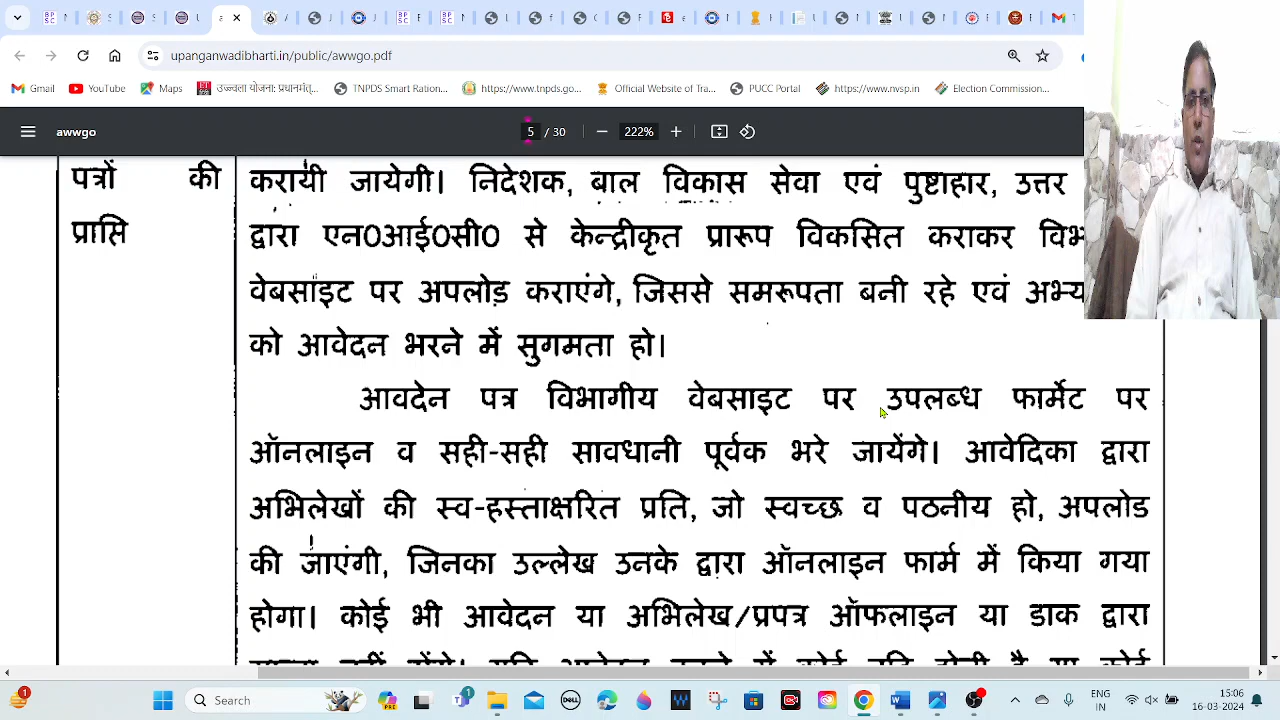 upanganwadibharti.in/public/awwgo.pdf
Gmail YouTube Maps उज्ज्वला योजना: प्रधानमं... TNPDS Smart Ration... https://www.tnpds.go... Official Website of Tra... PUCC Portal https://www.nvsp.in Election Commission...
awwgo 5 / 30 222%
पत्रों की
प्राप्ति
करायी जायेगी। निदेशक, बाल विकास सेवा एवं पुष्टाहार, उत्तर
द्वारा एन0आई0सी0 से केन्द्रीकृत प्रारूप विकसित कराकर
वेबसाइट पर अपलोड कराएंगे, जिससे समरूपता बनी रहे एवं
को आवेदन भरने में सुगमता हो।
आवदेन पत्र विभागीय वेबसाइट पर उपलब्ध फार्मेट पर
ऑनलाइन व सही-सही सावधानी पूर्वक भरे जायेंगे। आवेदिका द्वारा
अभिलेखों की स्व-हस्ताक्षरित प्रति, जो स्वच्छ व पठनीय हो, अपलोड
की जाएंगी, जिनका उल्लेख उनके द्वारा ऑनलाइन फार्म में किया गया
होगा। कोई भी आवेदन या अभिलेख/प्रपत्र ऑफलाइन या डाक द्वारा
Search
ENG
IN
15:06
16-03-2024